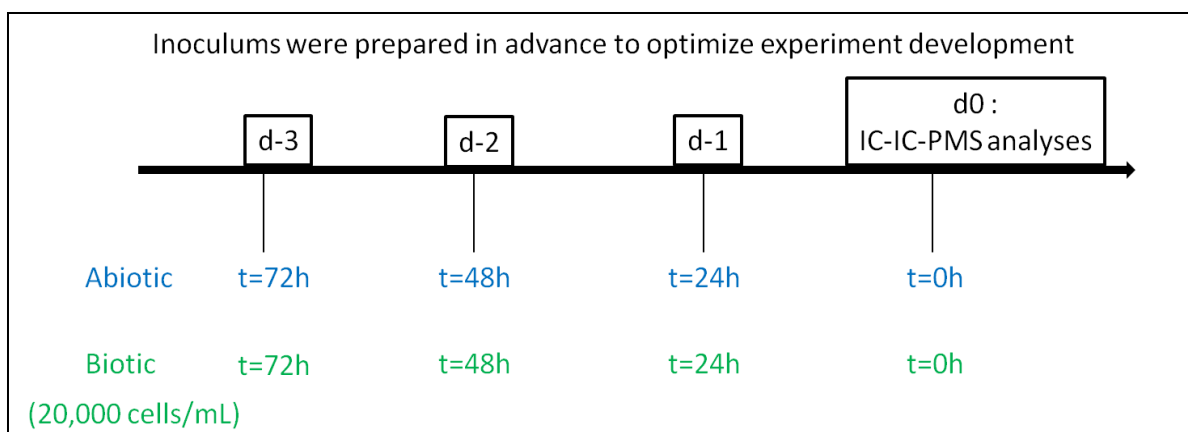 Inoculums were prepared in advance to optimize experiment development
d-3
d-2
d-1
d0 :
IC-IC-PMS analyses
Abiotic t=72h t=48h t=24h t=0h
Biotic t=72h t=48h t=24h t=0h
(20,000 cells/mL)